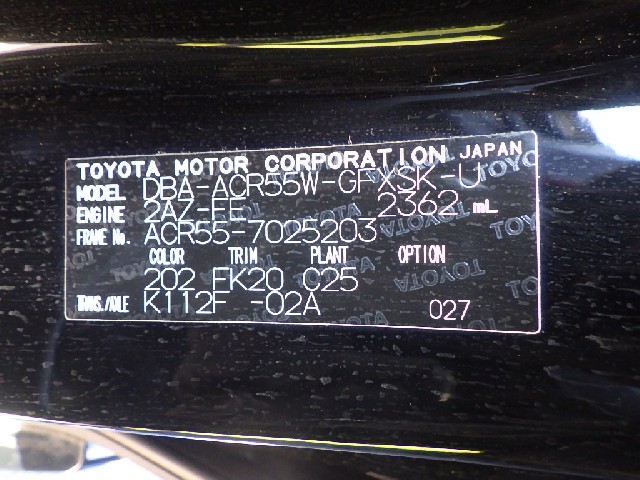 TOYOTA MOTOR CORPORATION JAPAN
MODEL DBA-ACR55W-GFXSK-U
ENGINE 2AZ-FE 2362 mL
FRAME No. ACR55-7025203
COLOR TRIM PLANT OPTION
202 FK20 C25
TRANS./AXLE K112F -02A
027